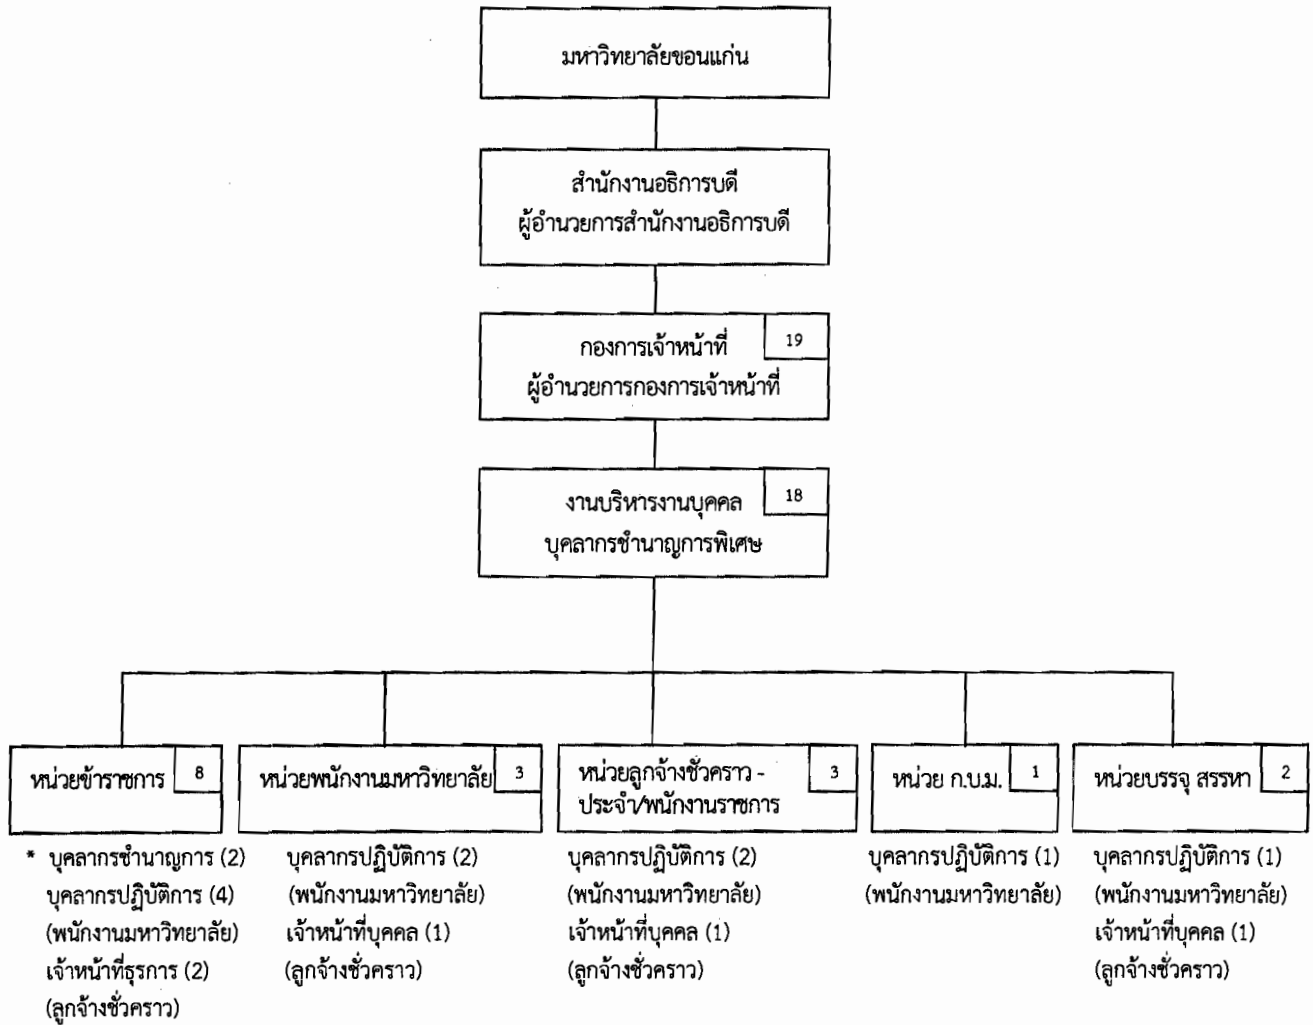 มหาวิทยาลัยขอนแก่น
สำนักงานอธิการบดี
ผู้อำนวยการสำนักงานอธิการบดี
กองการเจ้าหน้าที่
19
ผู้อำนวยการกองการเจ้าหน้าที่
งานบริหารงานบุคคล
18
บุคลากรชำนาญการพิเศษ
หน่วยข้าราชการ
8
* บุคลากรชำนาญการ (2)
บุคลากรปฏิบัติการ (4)
(พนักงานมหาวิทยาลัย)
เจ้าหน้าที่ธุรการ (2)
(ลูกจ้างชั่วคราว)
หน่วยพนักงานมหาวิทยาลัย
3
บุคลากรปฏิบัติการ (2)
(พนักงานมหาวิทยาลัย)
เจ้าหน้าที่บุคคล (1)
(ลูกจ้างชั่วคราว)
หน่วยลูกจ้างชั่วคราว -
ประจำ/พนักงานราชการ
3
บุคลากรปฏิบัติการ (2)
(พนักงานมหาวิทยาลัย)
เจ้าหน้าที่บุคคล (1)
(ลูกจ้างชั่วคราว)
หน่วย ก.บ.ม.
1
บุคลากรปฏิบัติการ (1)
(พนักงานมหาวิทยาลัย)
หน่วยบรรจุ สรรหา
2
บุคลากรปฏิบัติการ (1)
(พนักงานมหาวิทยาลัย)
เจ้าหน้าที่บุคคล (1)
(ลูกจ้างชั่วคราว)